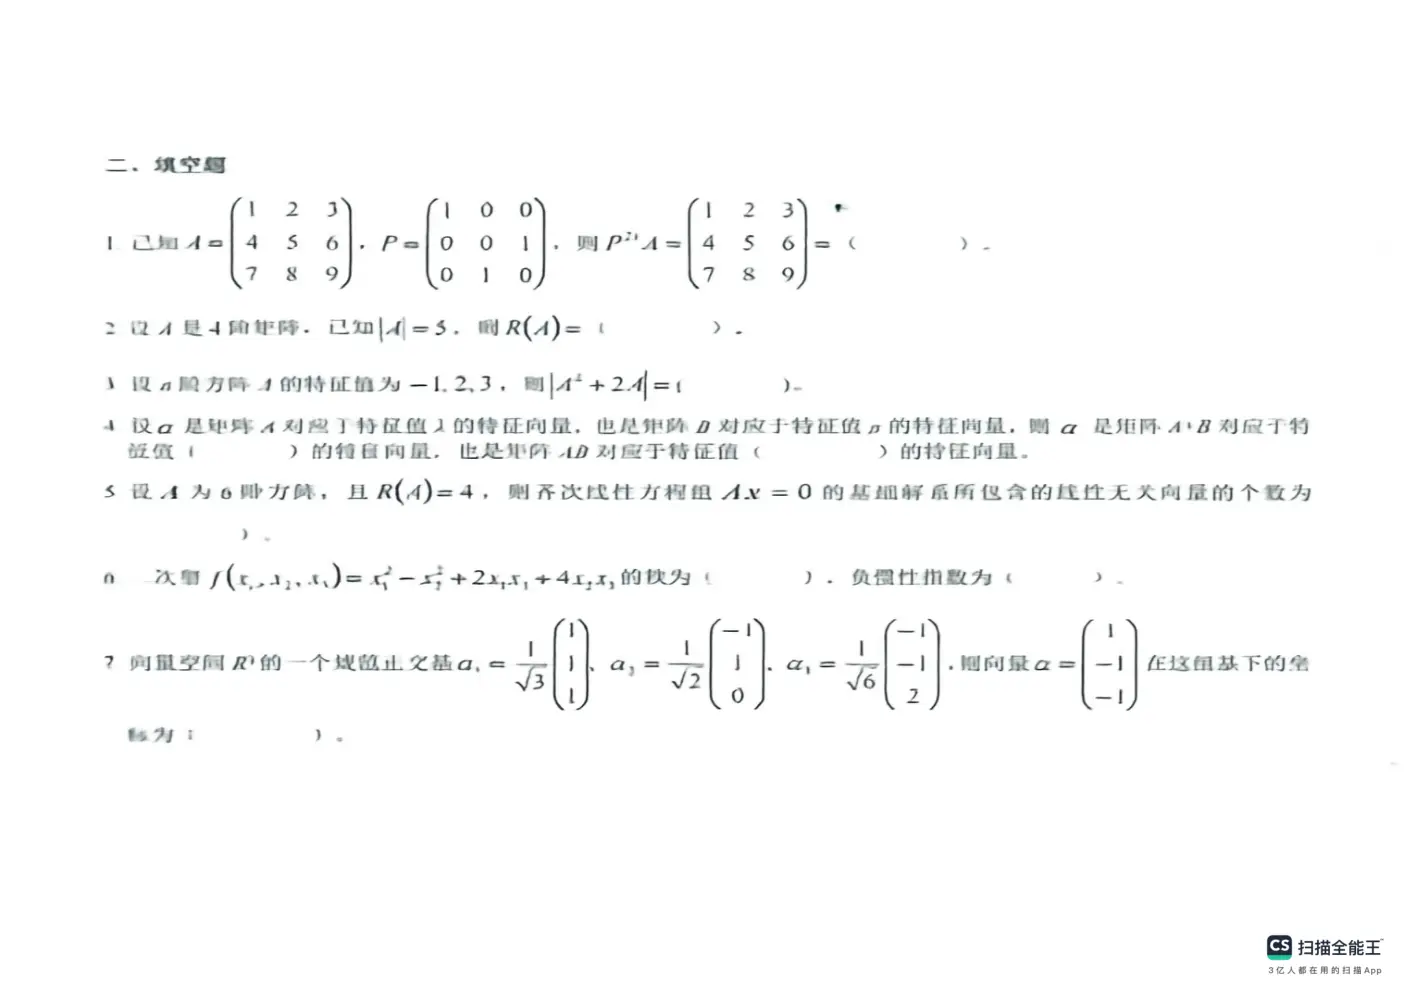 二、填空题
1 已知 A = (1 2 3; 4 5 6; 7 8 9), P = (1 0 0; 0 0 1; 0 1 0), 则 P A = (1 2 3; 4 5 6; 7 8 9) = ( )。
2 设 A 是 4 阶矩阵, 已知 |A| = 5, 则 R(A) = ( )。
3 设 n 阶方阵 A 的特征值为 -1, 2, 3, 则 |A² + 2A| = ( )。
4 设 α 是矩阵 A 对应于特征值 λ 的特征向量, 也是矩阵 B 对应于特征值 的特征向量, 则 α 是矩阵 A+B 对应于特
征值 ( ) 的特征向量, 也是矩阵 AB 对应于特征值 ( ) 的特征向量。
5 设 A 为 6 阶方阵, 且 R(A) = 4, 则齐次线性方程组 Ax = 0 的基础解系所包含的线性无关向量的个数为
)。
6 次型 f(x₁, x₂, x₃) = x₁² - x₂² + 2x₁x₃ + 4x₂x₃ 的秩为 ( ), 负惯性指数为 ( )。
7 向量空间 R³ 的一个规范正交基 α₁ = 1/√3 (1; 1; 1)、α₂ = 1/√2 (-1; 1; 0)、α₃ = 1/√6 (-1; -1; 2), 则向量 α = (1; -1; -1) 在这组基下的坐
标为 ( )。
CS 扫描全能王
3亿人都在用的扫描App